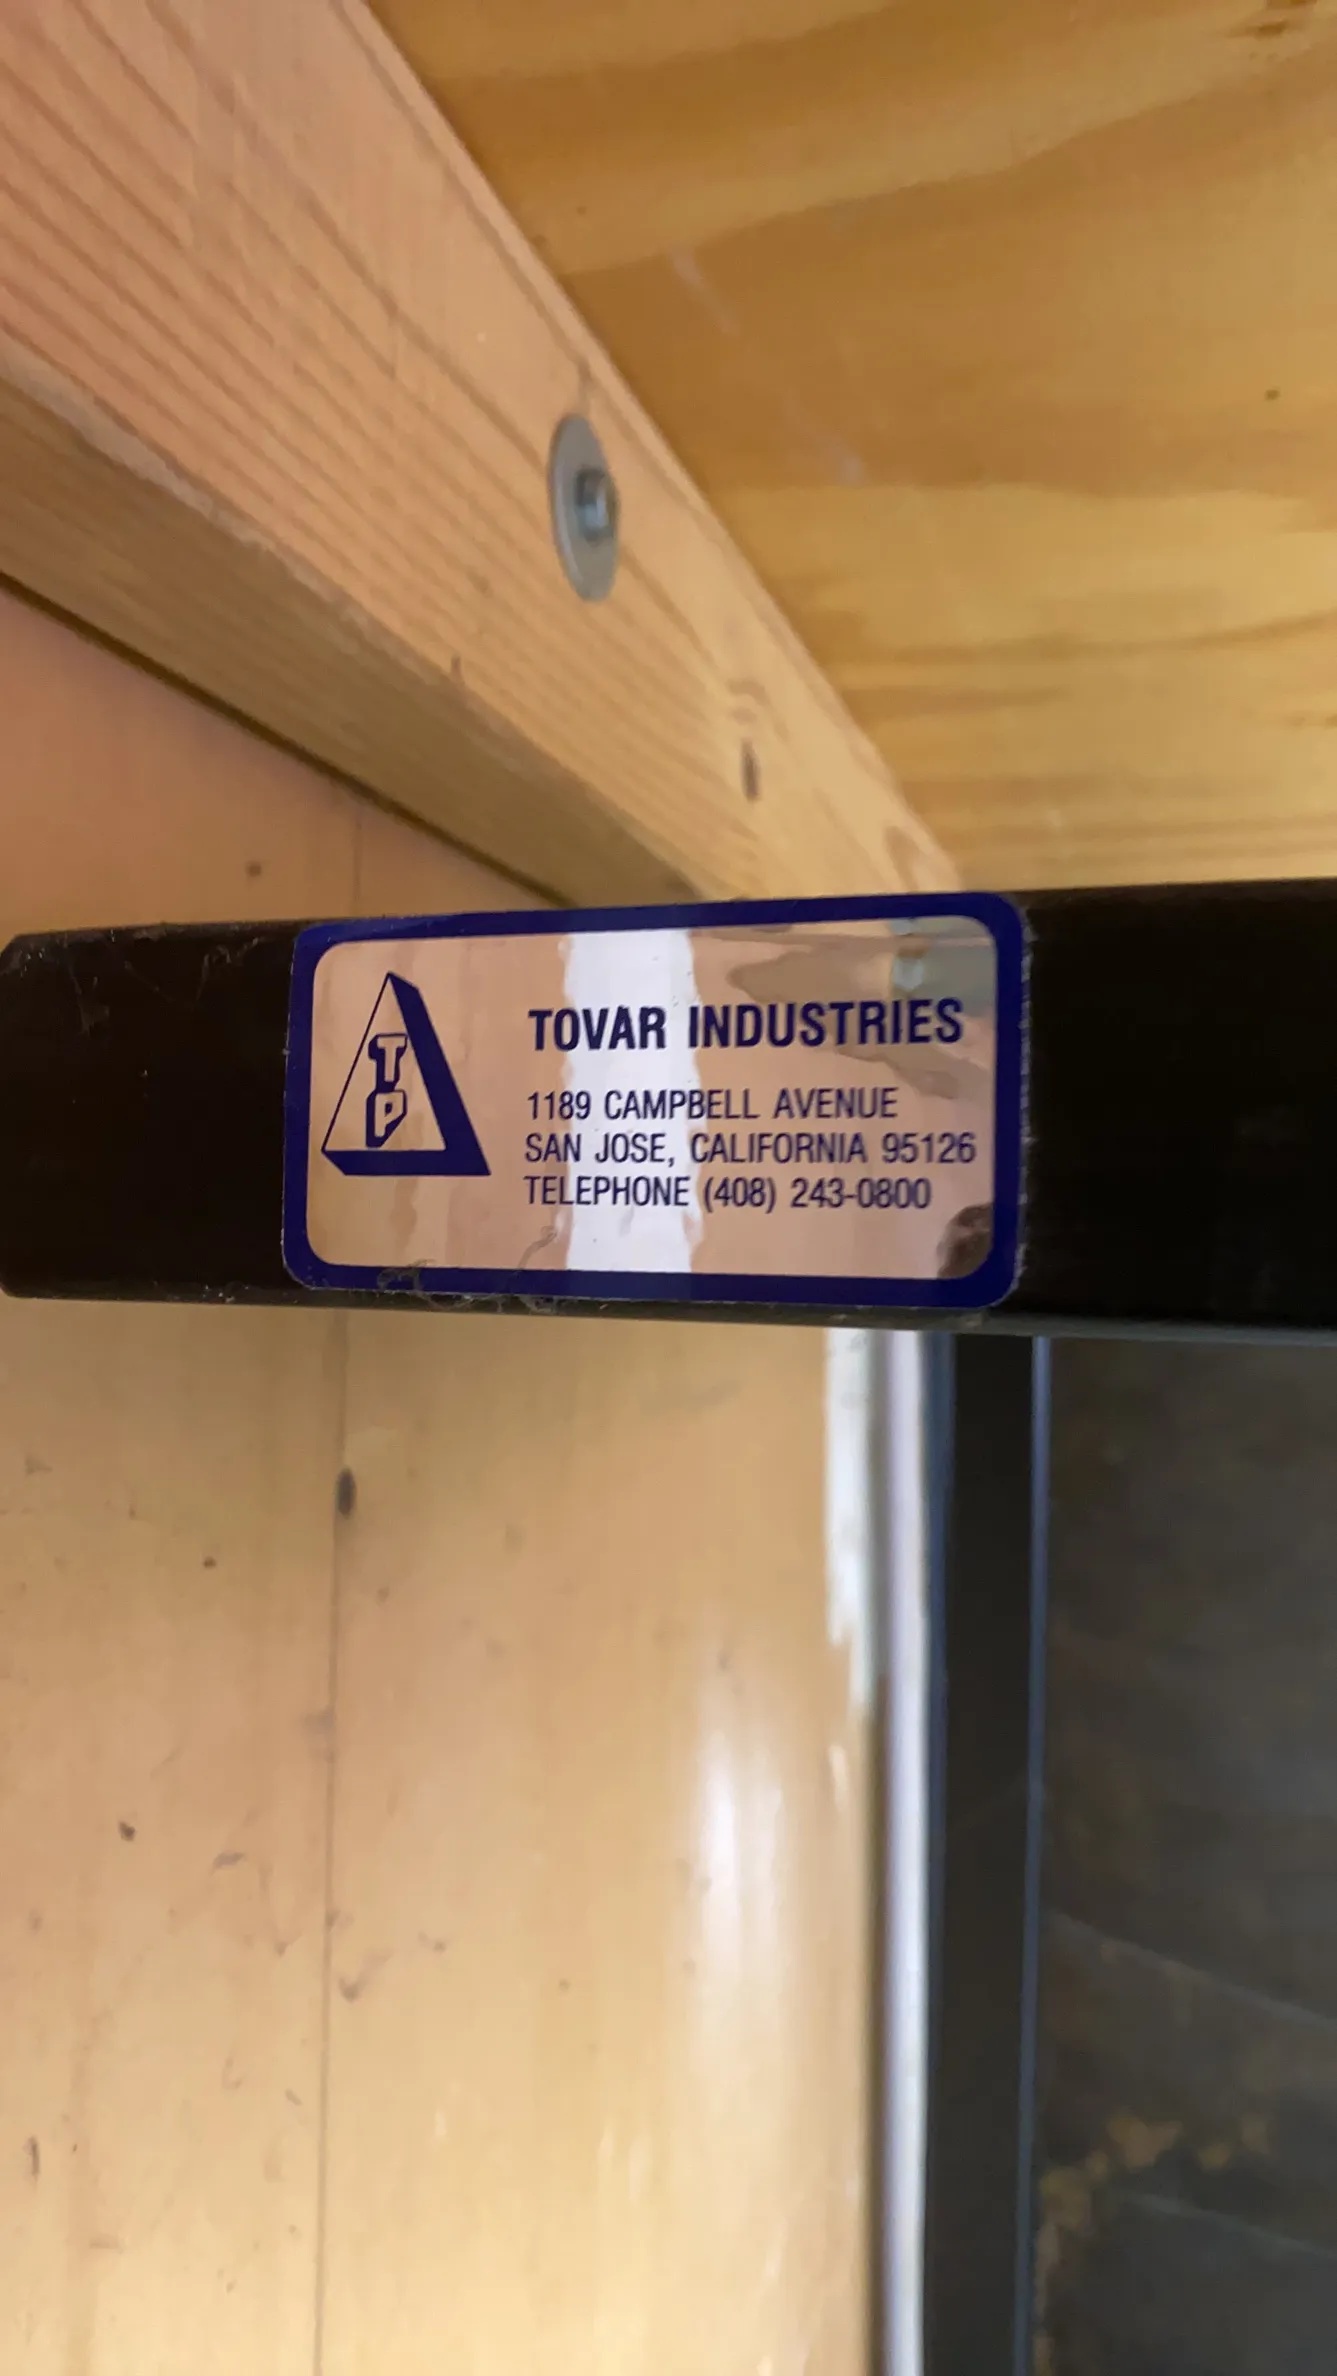 TP
TOVAR INDUSTRIES
1189 CAMPBELL AVENUE
SAN JOSE, CALIFORNIA 95126
TELEPHONE (408) 243-0800